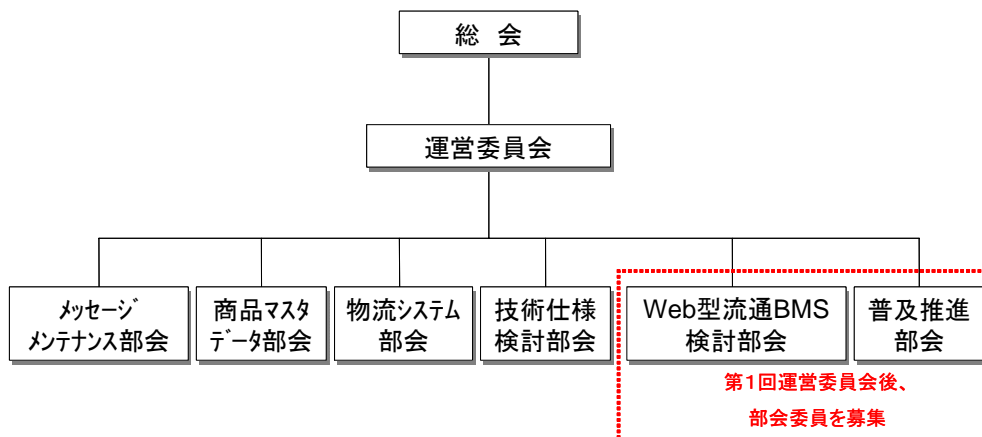 総 会
運営委員会
ﾒｯｾｰｼﾞ
ﾒﾝﾃﾅﾝｽ部会
商品ﾏｽﾀ
ﾃﾞｰﾀ部会
物流ｼｽﾃﾑ
部会
技術仕様
検討部会
Web型流通BMS
検討部会
普及推進
部会
第１回運営委員会後、
部会委員を募集